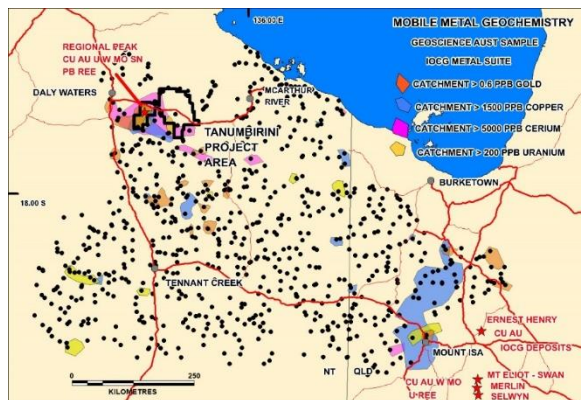 136.00 E
MOBILE METAL GEOCHEMISTRY
GEOSCIENCE AUST SAMPLE
IOCG METAL SUITE
CATCHMENT > 0.6 PPB GOLD
CATCHMENT > 1500 PPB COPPER
CATCHMENT > 5000 PPB CERIUM
CATCHMENT > 200 PPB URANIUM
REGIONAL PEAK
CU AU U W MO SN
PB REE
DALY WATERS
MCARTHUR
RIVER
TANUMBIRINI
PROJECT
AREA
BURKETOWN
18.00 S
TENNANT CREEK
ERNEST HENRY
CU AU
IOCG DEPOSITS
MOUNT ISA
NT
QLD
CU AU W MO
U REE
MT ELIOT - SWAN
MERLIN
SELWYN
0
250
KILOMETRES